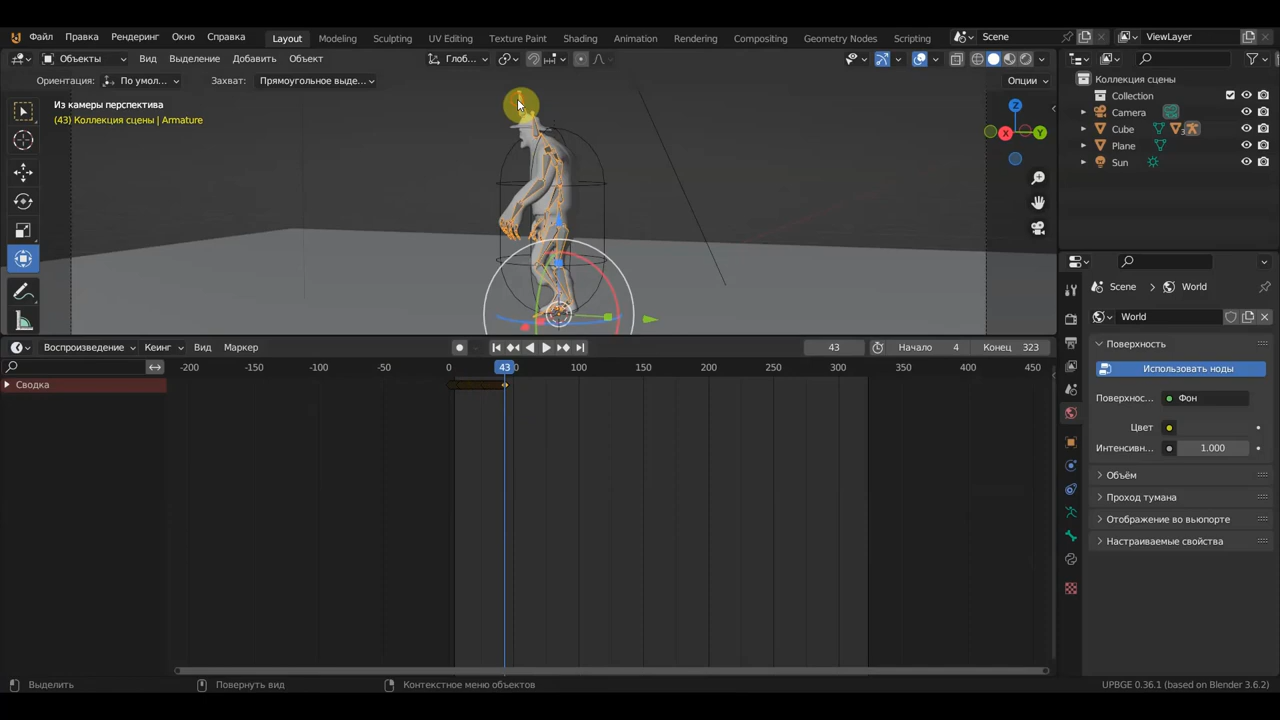 Файл Правка Рендеринг Окно Справка Layout Modeling Sculpting UV Editing Texture Paint Shading Animation Rendering Compositing Geometry Nodes Scripting Scene ViewLayer
Объекты Вид Выделение Добавить Объект Глоб...
Ориентация: По умол... Захват: Прямоугольное выде... Опции
Коллекция сцены
Collection
Camera
Cube
3
Plane
Sun
Из камеры перспектива
(43) Коллекция сцены | Armature
Z
X
Y
Scene World
World
Поверхность
Использовать ноды
Поверхнос... Фон
Цвет
Интенсивн... 1.000
Объём
Проход тумана
Отображение во вьюпорте
Настраиваемые свойства
Воспроизведение Кеинг Вид Маркер 43 Начало 4 Конец 323
-200 -150 -100 -50 0 43 50 100 150 200 250 300 350 400 450
Сводка
Выделить Повернуть вид Контекстное меню объектов UPBGE 0.36.1 (based on Blender 3.6.2)